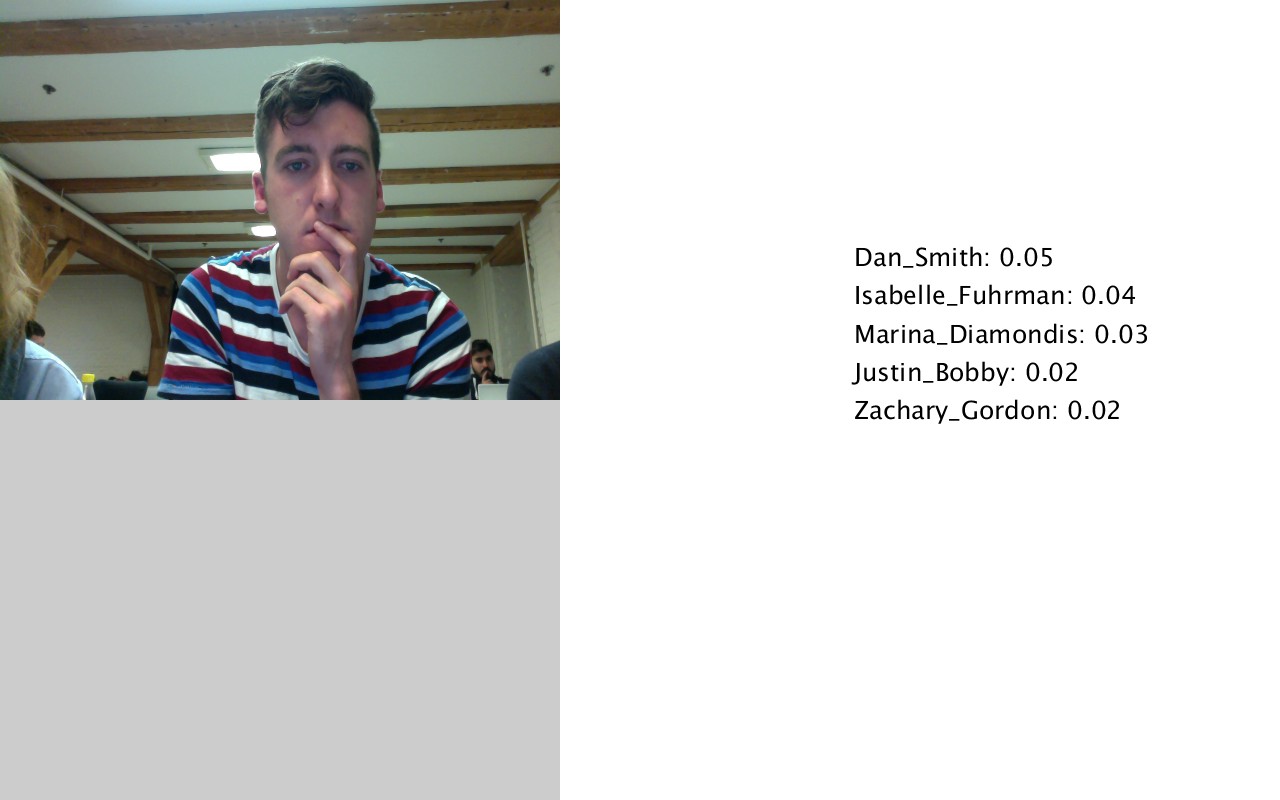 Dan_Smith: 0.05
Isabelle_Fuhrman: 0.04
Marina_Diamondis: 0.03
Justin_Bobby: 0.02
Zachary_Gordon: 0.02